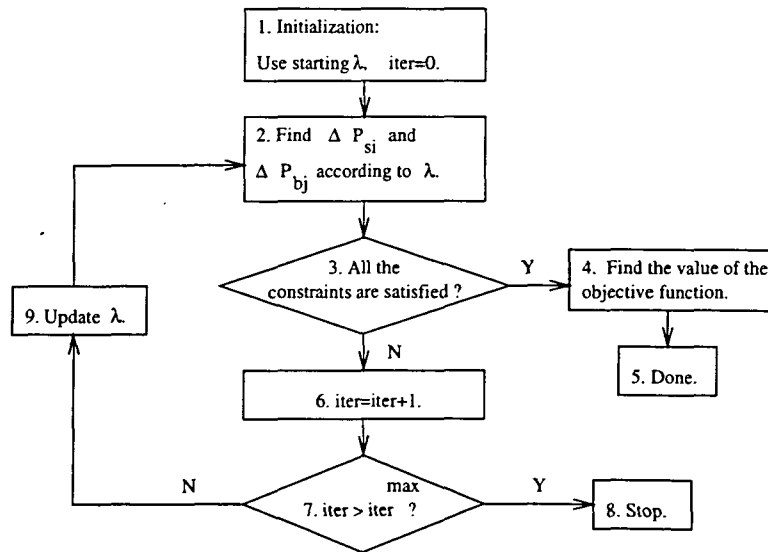 1. Initialization:
Use starting λ, iter=0.
2. Find Δ P_si and
Δ P_bj according to λ.
3. All the
constraints are satisfied ?
Y
4. Find the value of the
objective function.
5. Done.
9. Update λ.
N
6. iter=iter+1.
N
7. iter > iter^max ?
Y
8. Stop.